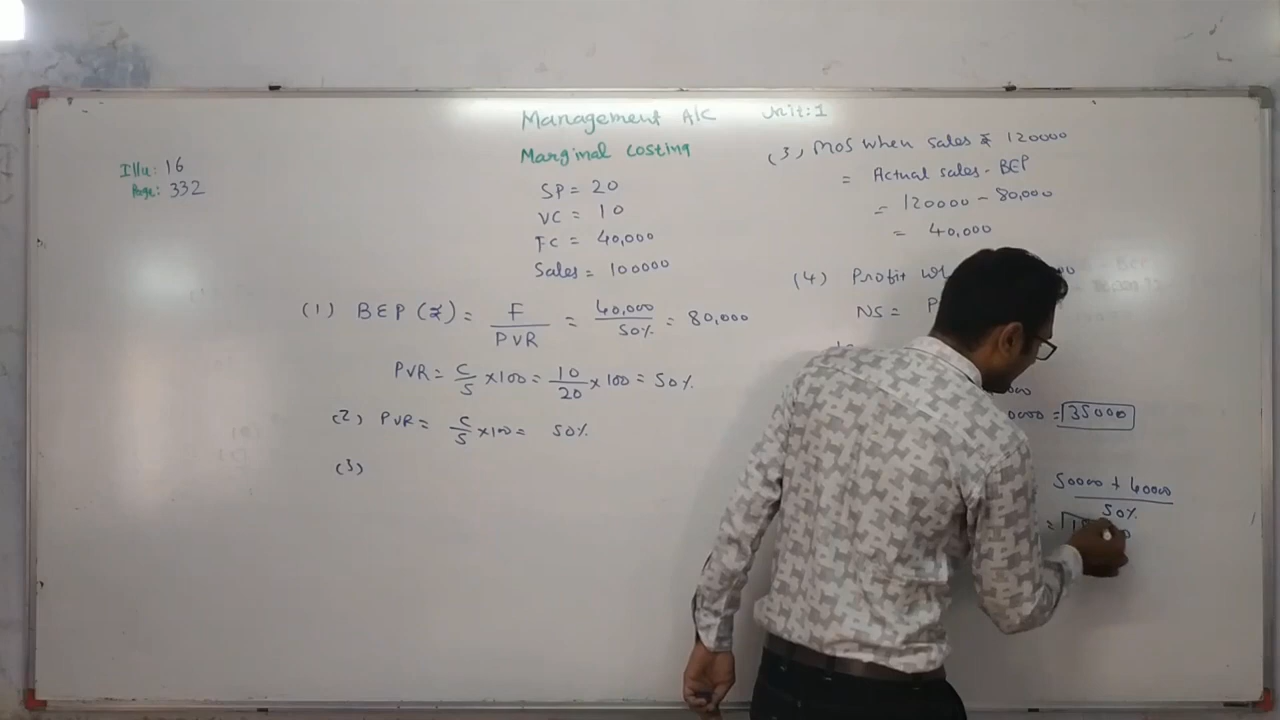 Management A/C Unit:1
Marginal Costing
Illu: 16
Page: 332
SP = 20
VC = 10
FC = 40,000
Sales = 100000
(1) BEP (₹) = F / PVR = 40,000 / 50% = 80,000
PVR = C/S ×100 = 10/20 × 100 = 50%
(2) PVR = C/S ×100 = 50%
(3)
(3) MOS when sales ₹ 120000
= Actual sales - BEP
= 120000 - 80,000
= 40,000
(4) Profit
NS =
= 35000
50000 + 40000
50%
=